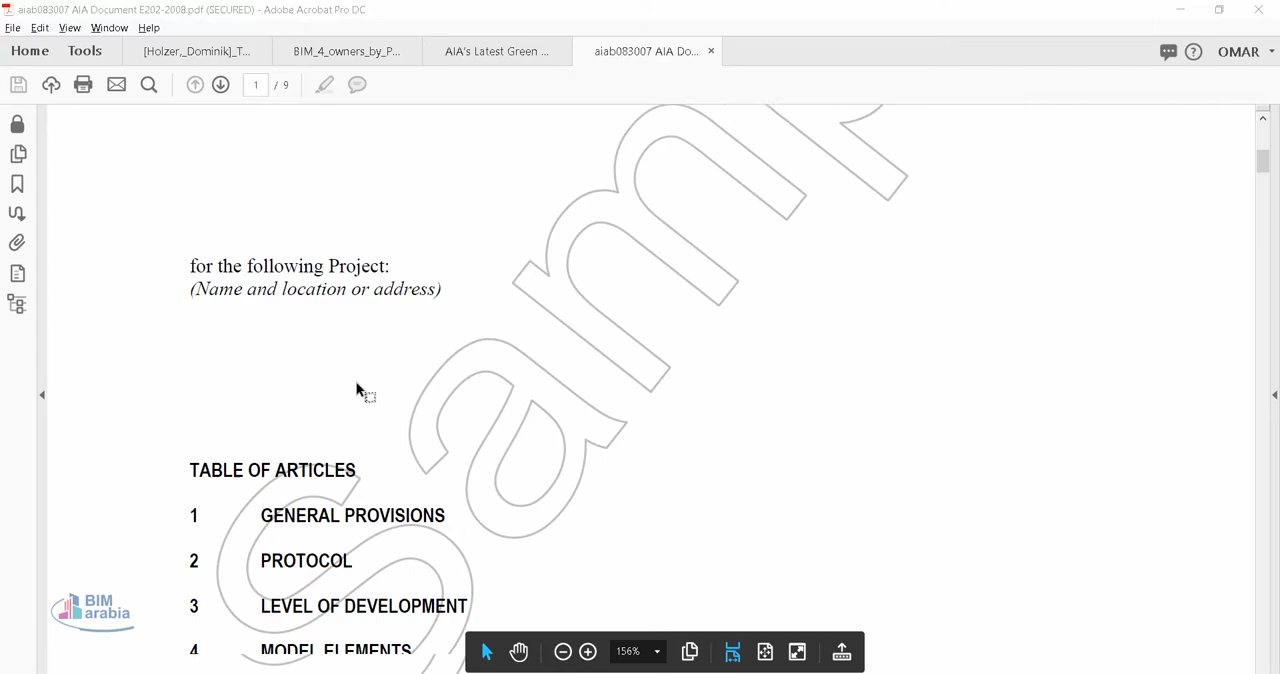 aiab083007 AIA Document E202-2008.pdf (SECURED) - Adobe Acrobat Pro DC
File Edit View Window Help
Home Tools [Holzer,_Dominik]_T... BIM_4_owners_by_P... AIA's Latest Green ... aiab083007 AIA Do... × OMAR
1 / 9
for the following Project:
(Name and location or address)
TABLE OF ARTICLES
1 GENERAL PROVISIONS
2 PROTOCOL
3 LEVEL OF DEVELOPMENT
4 MODEL ELEMENTS
Samp
BIM
arabia
156%